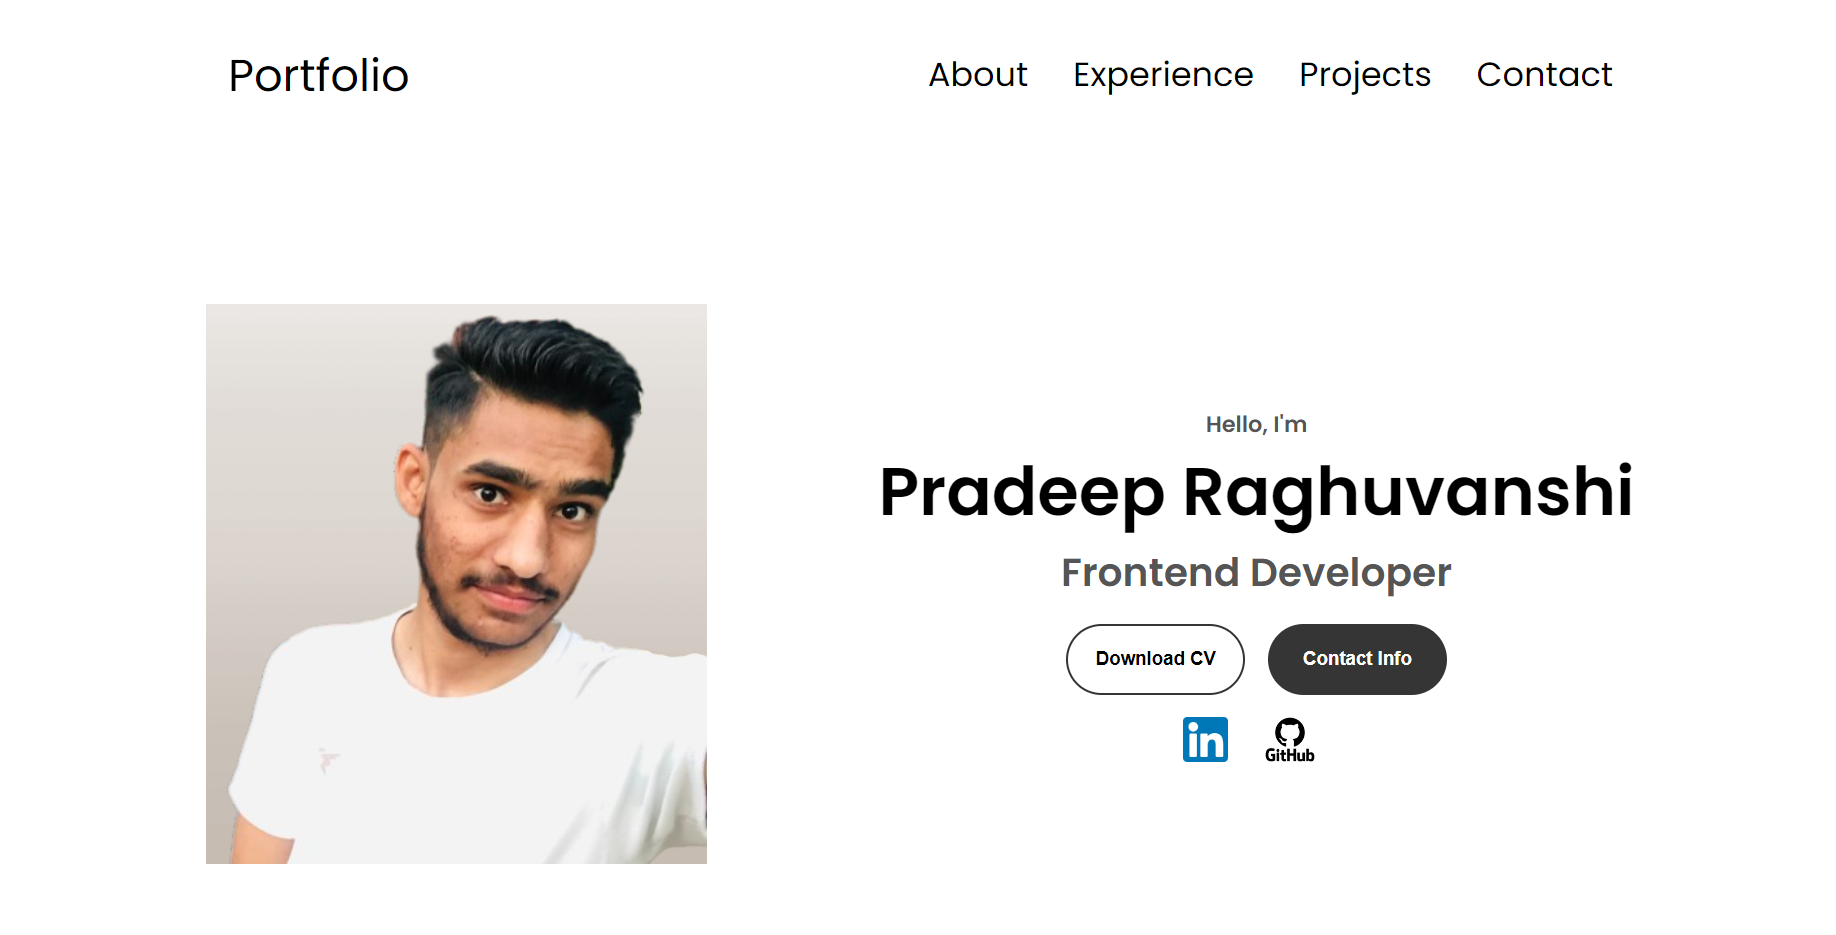 Portfolio
About Experience Projects Contact
Hello, I'm
Pradeep Raghuvanshi
Frontend Developer
Download CV Contact Info
in GitHub